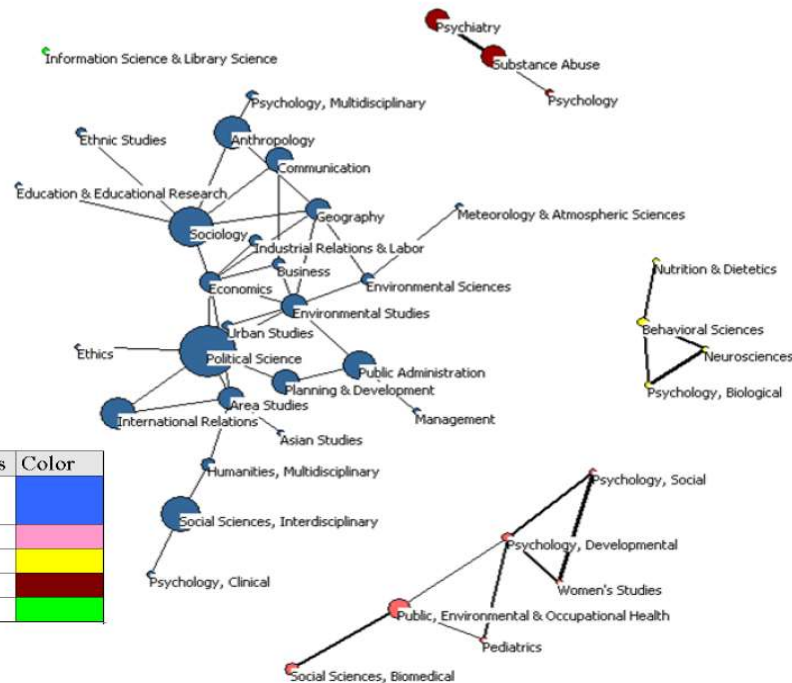 Psychiatry
Substance Abuse
Psychology
Information Science & Library Science
Psychology, Multidisciplinary
Ethnic Studies
Anthropology
Communication
Education & Educational Research
Geography
Meteorology & Atmospheric Sciences
Sociology
Industrial Relations & Labor
Business
Economics
Environmental Sciences
Environmental Studies
Urban Studies
Ethics
Political Science
Public Administration
Planning & Development
Area Studies
International Relations
Management
Asian Studies
Humanities, Multidisciplinary
Social Sciences, Interdisciplinary
Psychology, Clinical
Nutrition & Dietetics
Behavioral Sciences
Neurosciences
Psychology, Biological
s Color
Psychology, Social
Psychology, Developmental
Women's Studies
Public, Environmental & Occupational Health
Pediatrics
Social Sciences, Biomedical